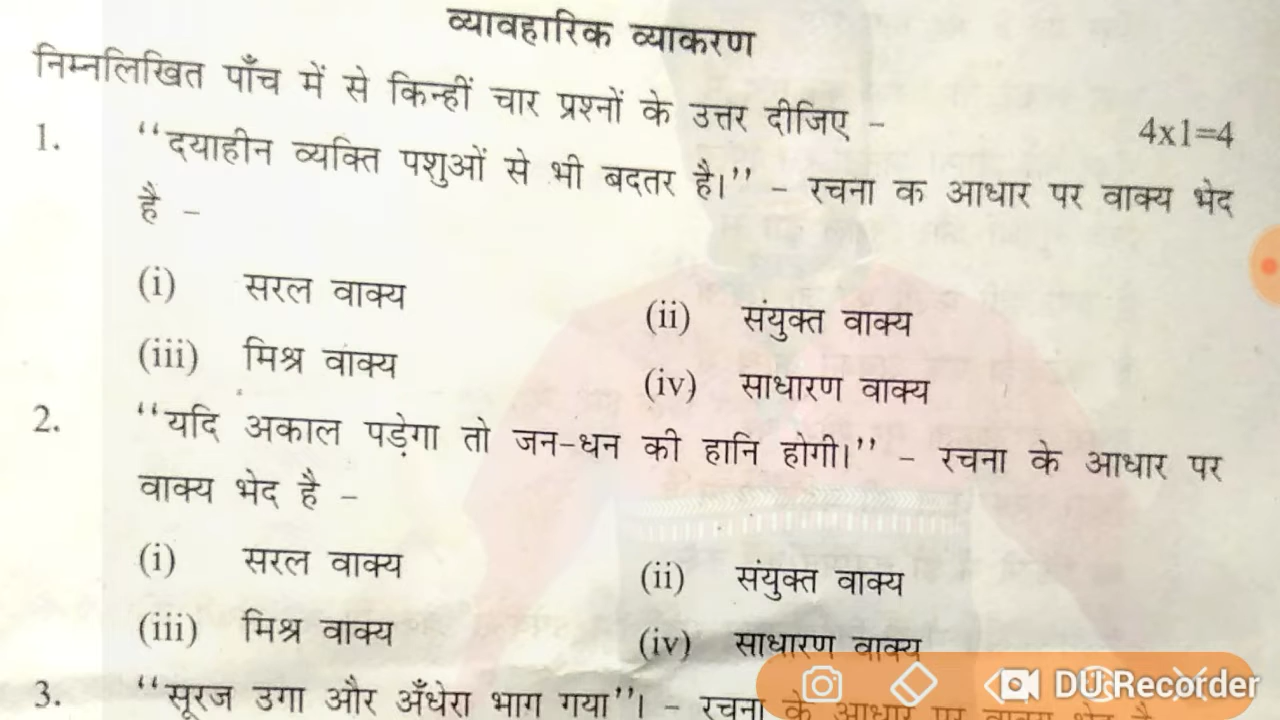 व्यावहारिक व्याकरण
निम्नलिखित पाँच में से किन्हीं चार प्रश्नों के उत्तर दीजिए - 4x1=4
1. “दयाहीन व्यक्ति पशुओं से भी बदतर है।” - रचना क आधार पर वाक्य भेद
है -
(i) सरल वाक्य (ii) संयुक्त वाक्य
(iii) मिश्र वाक्य (iv) साधारण वाक्य
2. “यदि अकाल पड़ेगा तो जन-धन की हानि होगी।” - रचना के आधार पर
वाक्य भेद है -
(i) सरल वाक्य (ii) संयुक्त वाक्य
(iii) मिश्र वाक्य (iv) साधारण वाक्य
3. “सूरज उगा और अँधेरा भाग गया”। - रचना के आधार पर वाक्य भेद है
DU Recorder